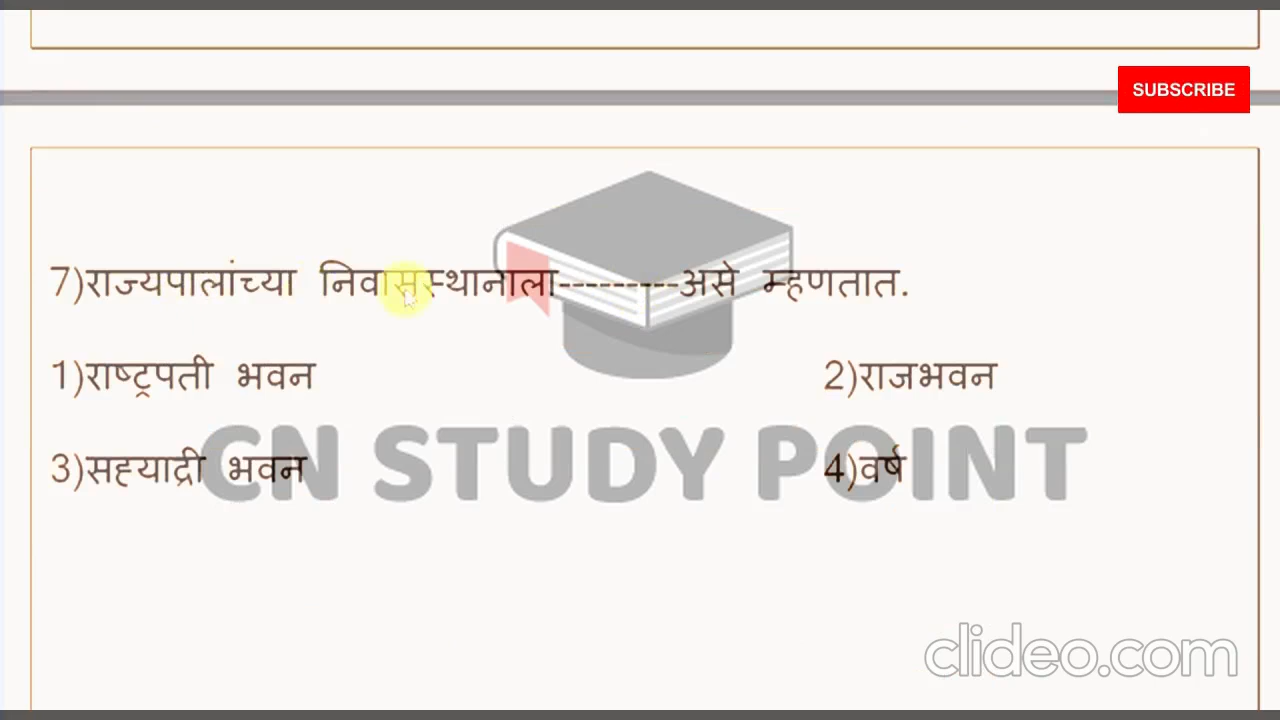 SUBSCRIBE
7)राज्यपालांच्या निवासस्थानाला---------असे म्हणतात.
1)राष्ट्रपती भवन 2)राजभवन
3)सह्याद्री भवन 4)वर्ष
CN STUDY POINT
clideo.com